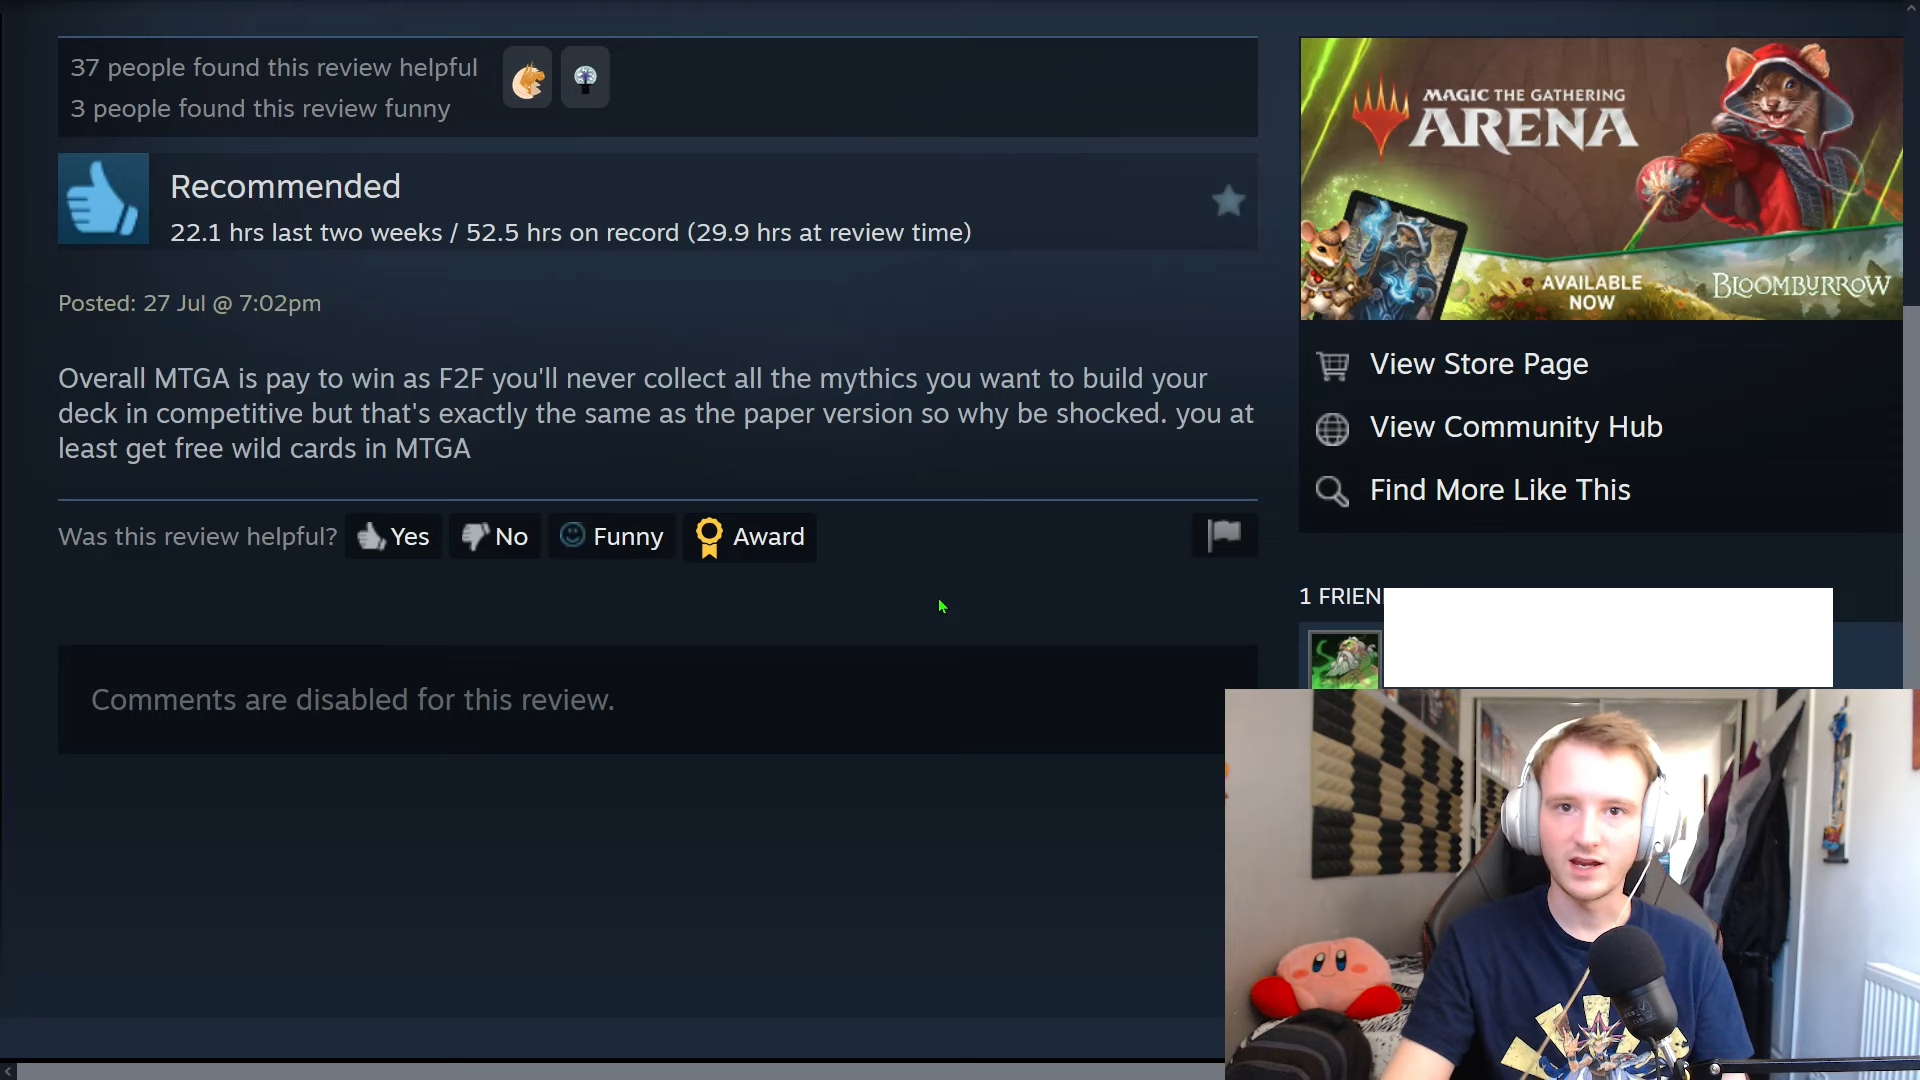 37 people found this review helpful
3 people found this review funny
Recommended
22.1 hrs last two weeks / 52.5 hrs on record (29.9 hrs at review time)
Posted: 27 Jul @ 7:02pm
Overall MTGA is pay to win as F2F you'll never collect all the mythics you want to build your
deck in competitive but that's exactly the same as the paper version so why be shocked. you at
least get free wild cards in MTGA
Was this review helpful?
Yes
No
Funny
Award
Comments are disabled for this review.
MAGIC THE GATHERING
ARENA
AVAILABLE
NOW
BLOOMBURROW
View Store Page
View Community Hub
Find More Like This
1 FRIEN